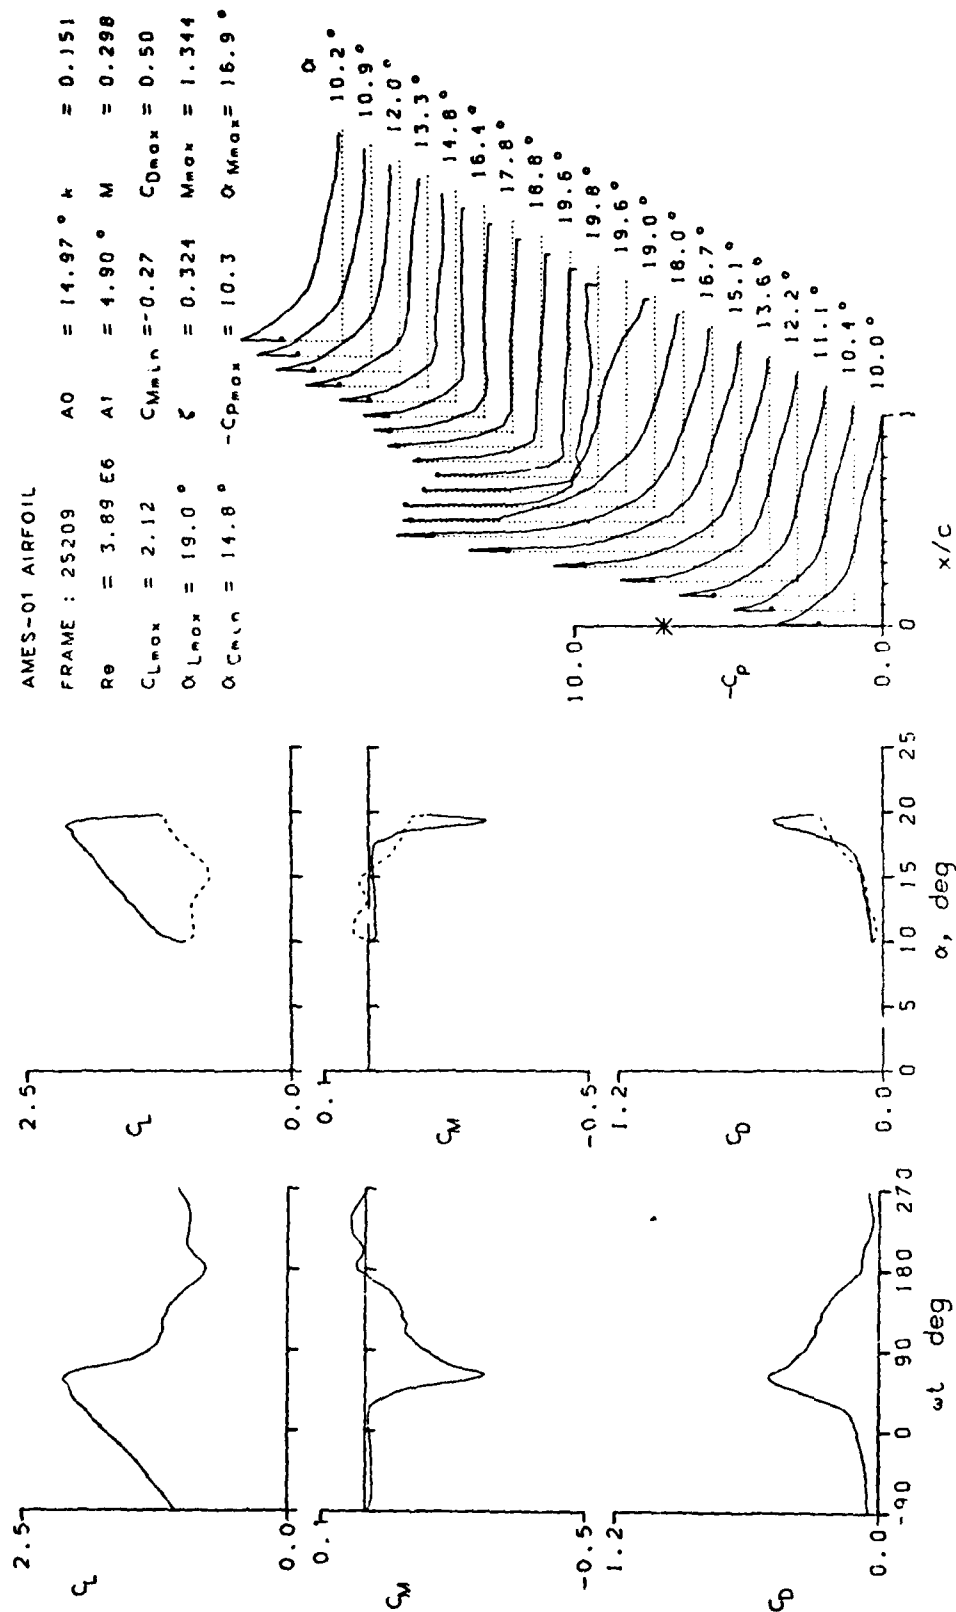 AMES-01 AIRFOIL
FRAME : 25209 A0 = 14.97° k = 0.151
Re = 3.89 E6 A1 = 4.90° M = 0.298
CLmax = 2.12 CMmin =-0.27 CDmax = 0.50
αLmax = 19.0° ζ = 0.324 Mmax = 1.344
αCmin = 14.8° -CPmax = 10.3 αMmax= 16.9°
2.5
CL
0.0
0.1
CM
-0.5
1.2
CD
0.0
-90 0 90 180 270
ωt deg
2.5
CL
0.0
0.1
CM
-0.5
1.2
CD
0.0
0 5 10 15 20 25
α, deg
α
10.2°
10.9°
12.0°
13.3°
14.8°
16.4°
17.8°
18.8°
19.6°
19.8°
19.6°
19.0°
18.0°
16.7°
15.1°
13.6°
12.2°
11.1°
10.4°
10.0°
10.0
-CP
0.0
0 1
x/c